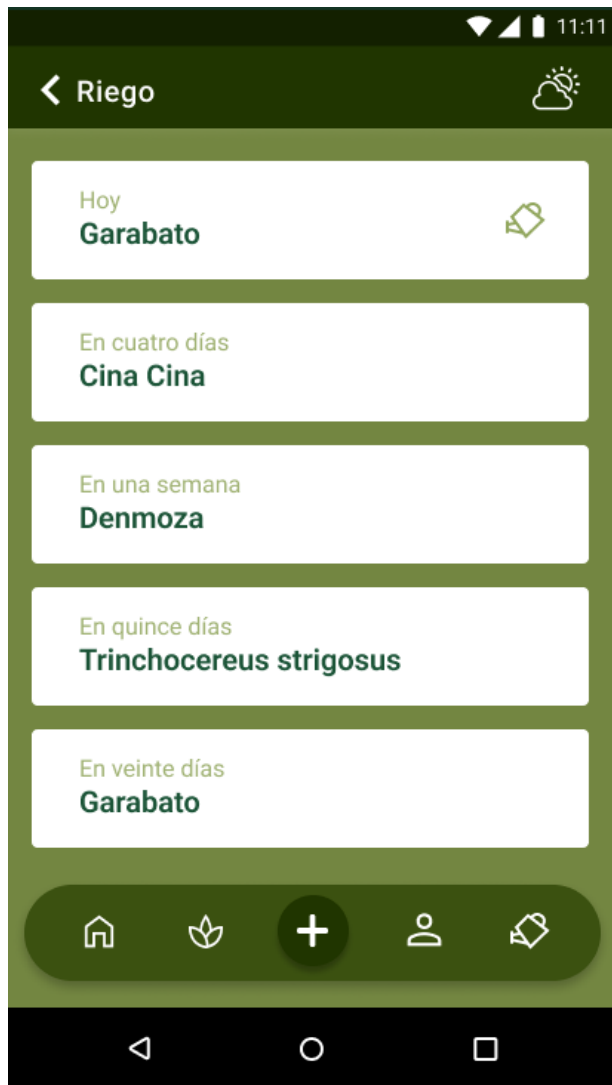 11:11
Riego
Hoy
Garabato
En cuatro días
Cina Cina
En una semana
Denmoza
En quince días
Trinchocereus strigosus
En veinte días
Garabato